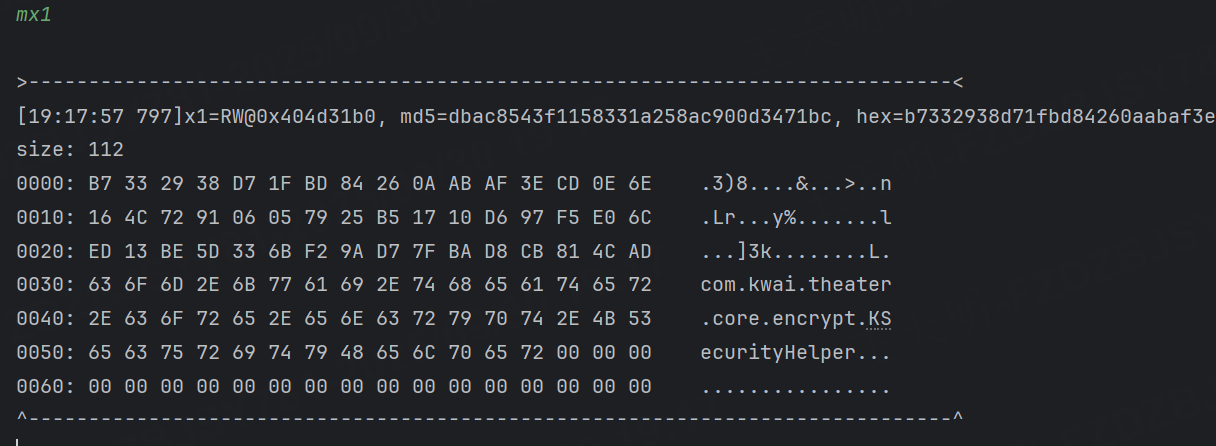 mx1
>-----------------------------------------------------------------------------<
[19:17:57 797]x1=RW@0x404d31b0, md5=dbac8543f1158331a258ac900d3471bc, hex=b7332938d71fbd84260aabaf3e
size: 112
0000: B7 33 29 38 D7 1F BD 84 26 0A AB AF 3E CD 0E 6E    .3)8....&...>..n
0010: 16 4C 72 91 06 05 79 25 B5 17 10 D6 97 F5 E0 6C    .Lr...y%.......l
0020: ED 13 BE 5D 33 6B F2 9A D7 7F BA D8 CB 81 4C AD    ...]3k........L.
0030: 63 6F 6D 2E 6B 77 61 69 2E 74 68 65 61 74 65 72    com.kwai.theater
0040: 2E 63 6F 72 65 2E 65 6E 63 72 79 70 74 2E 4B 53    .core.encrypt.KS
0050: 65 63 75 72 69 74 79 48 65 6C 70 65 72 00 00 00    ecurityHelper...
0060: 00 00 00 00 00 00 00 00 00 00 00 00 00 00 00 00    ................
^-----------------------------------------------------------------------------^